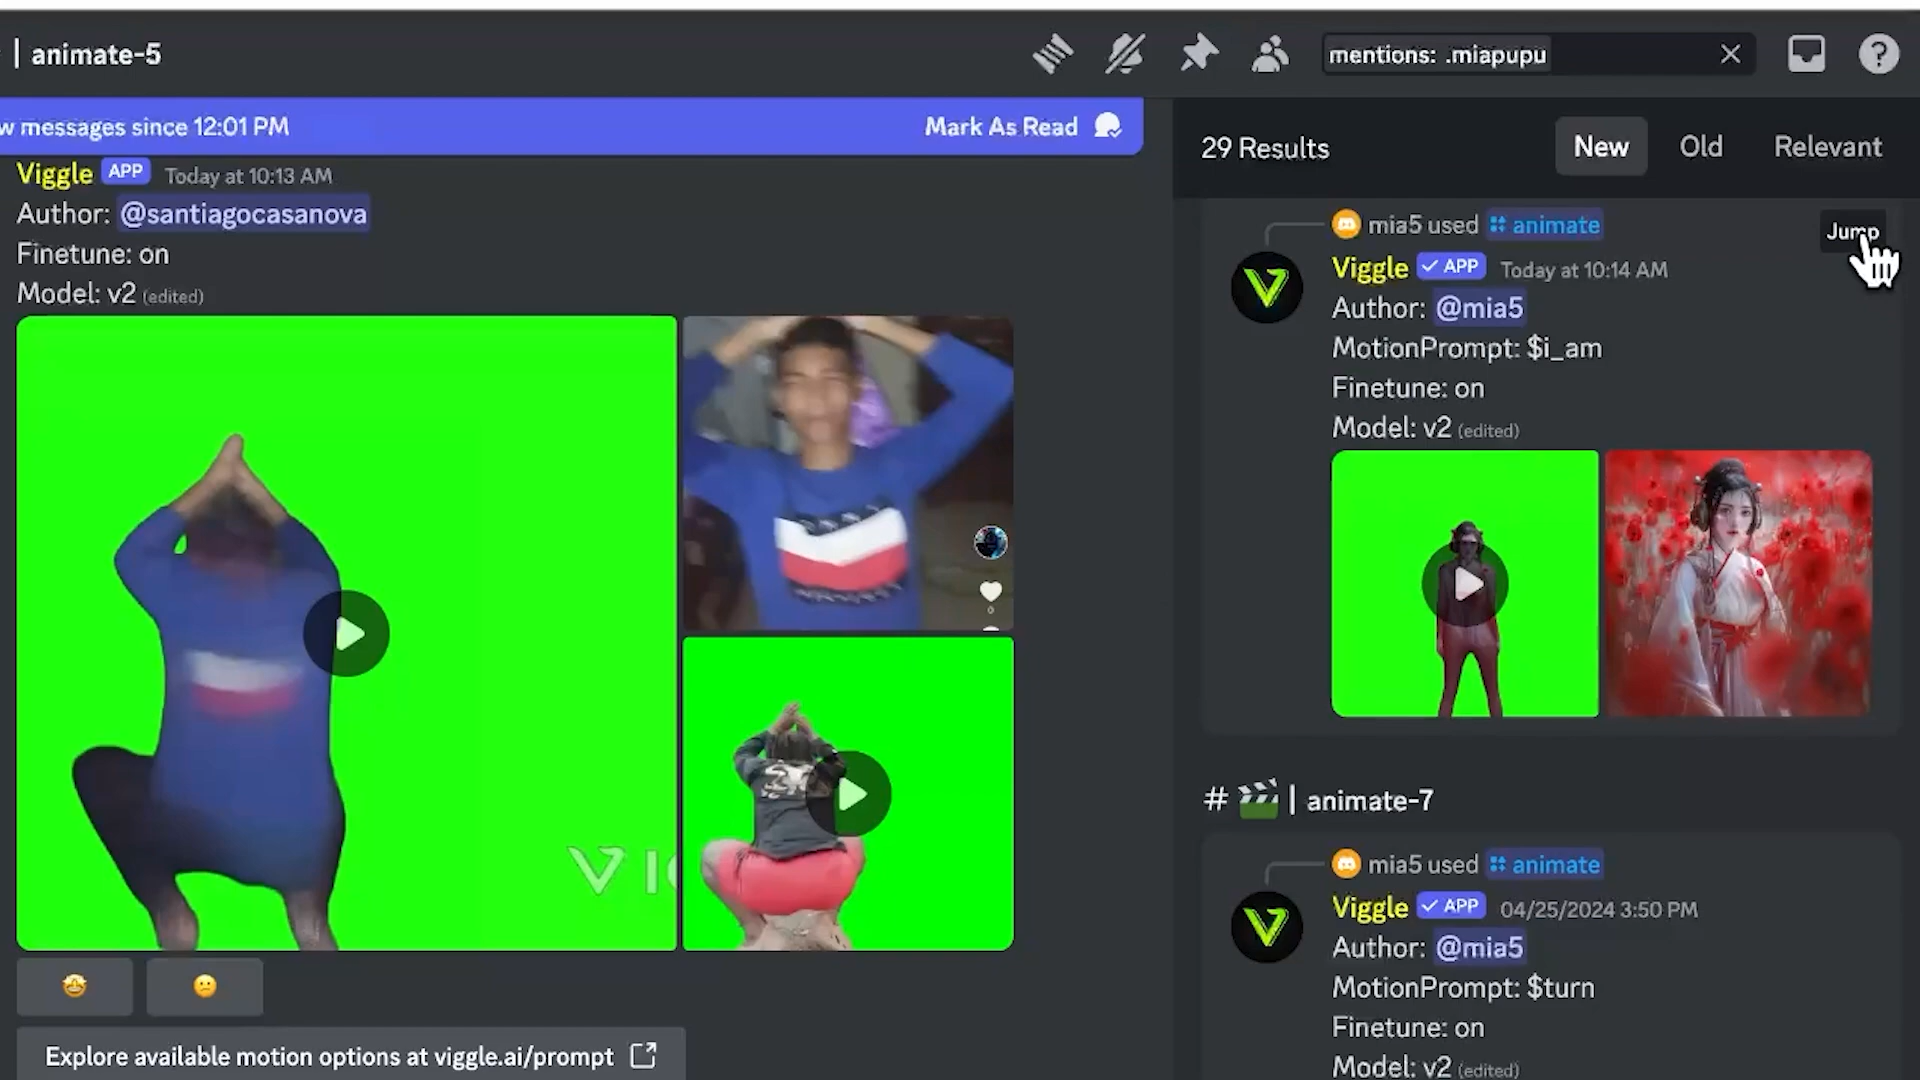 | animate-5
mentions: .miapupu
w messages since 12:01 PM
Mark As Read
Viggle APP Today at 10:13 AM
Author: @santiagocasanova
Finetune: on
Model: v2 (edited)
0
Explore available motion options at viggle.ai/prompt
29 Results
New
Old
Relevant
mia5 used animate
Jump
Viggle APP Today at 10:14 AM
Author: @mia5
MotionPrompt: $i_am
Finetune: on
Model: v2 (edited)
# | animate-7
mia5 used animate
Viggle APP 04/25/2024 3:50 PM
Author: @mia5
MotionPrompt: $turn
Finetune: on
Model: v2 (edited)